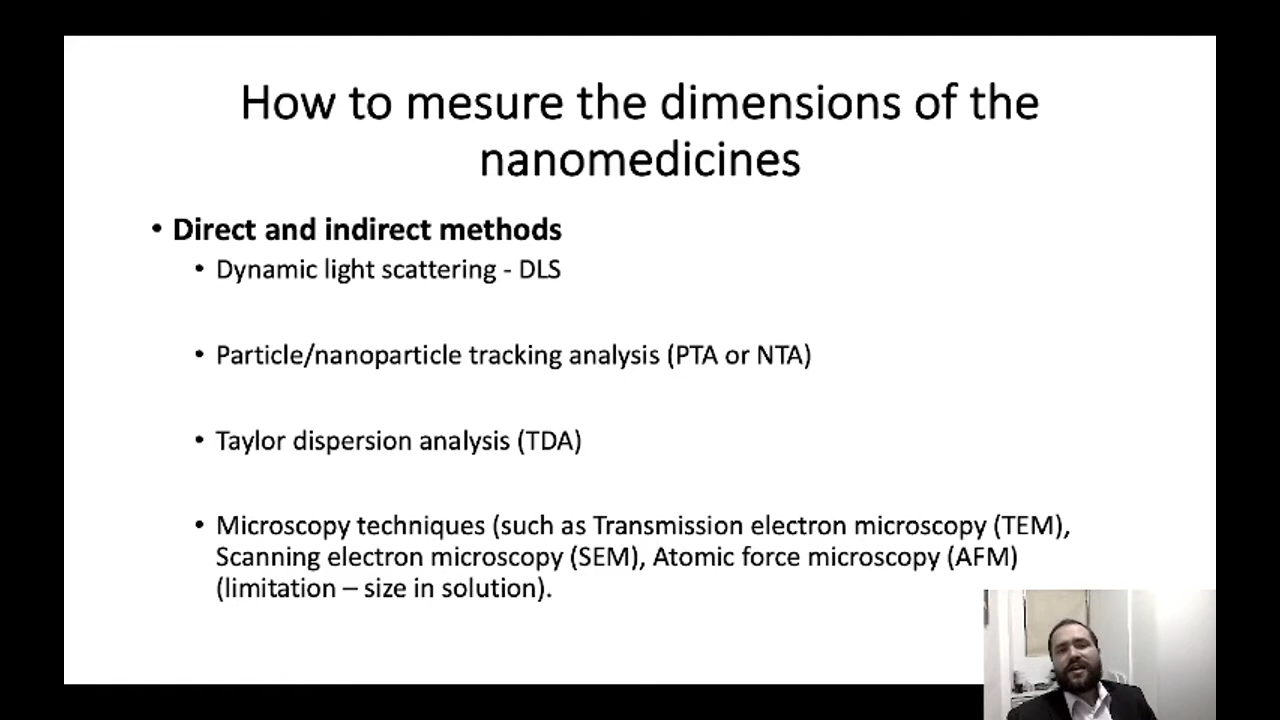 How to mesure the dimensions of the
nanomedicines
• Direct and indirect methods
• Dynamic light scattering - DLS
• Particle/nanoparticle tracking analysis (PTA or NTA)
• Taylor dispersion analysis (TDA)
• Microscopy techniques (such as Transmission electron microscopy (TEM),
Scanning electron microscopy (SEM), Atomic force microscopy (AFM)
(limitation – size in solution).